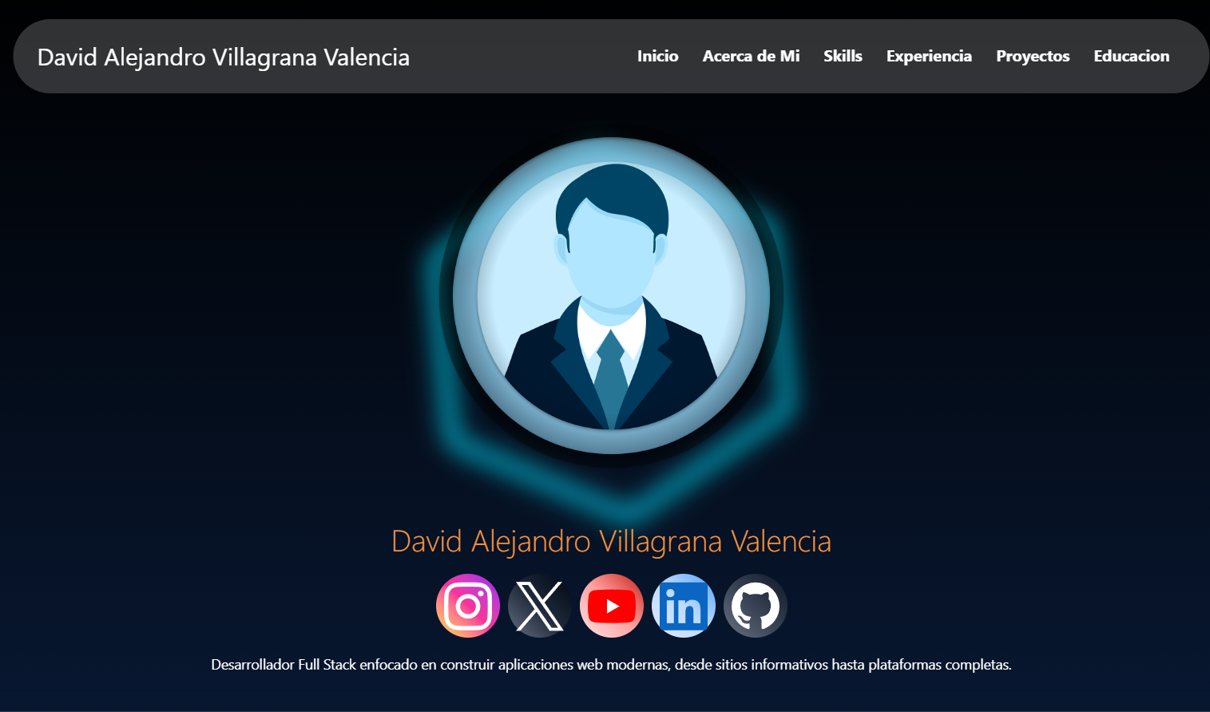 David Alejandro Villagrana Valencia
Inicio Acerca de Mi Skills Experiencia Proyectos Educacion
David Alejandro Villagrana Valencia
in
Desarrollador Full Stack enfocado en construir aplicaciones web modernas, desde sitios informativos hasta plataformas completas.